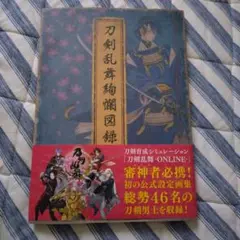 刀剣乱舞絢爛図録
刀剣育成シミュレーション
「刀剣乱舞-ONLINE-」
審神者必携!
初の公式設定画集
総勢46名の
刀剣男士を収録!